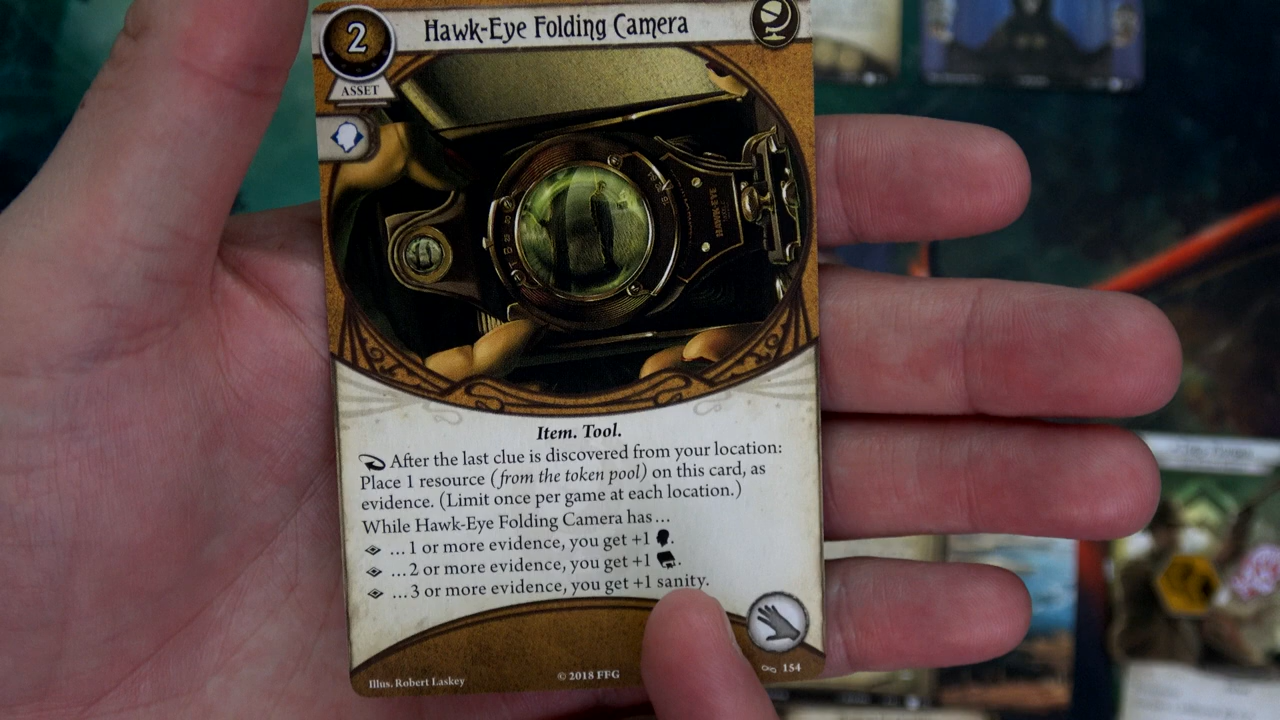 2
Hawk-Eye Folding Camera
ASSET
HAWK-EYE
Item. Tool.
After the last clue is discovered from your location:
Place 1 resource (from the token pool) on this card, as
evidence. (Limit once per game at each location.)
While Hawk-Eye Folding Camera has...
...1 or more evidence, you get +1 .
...2 or more evidence, you get +1 .
...3 or more evidence, you get +1 sanity.
Illus. Robert Laskey
© 2018 FFG
154